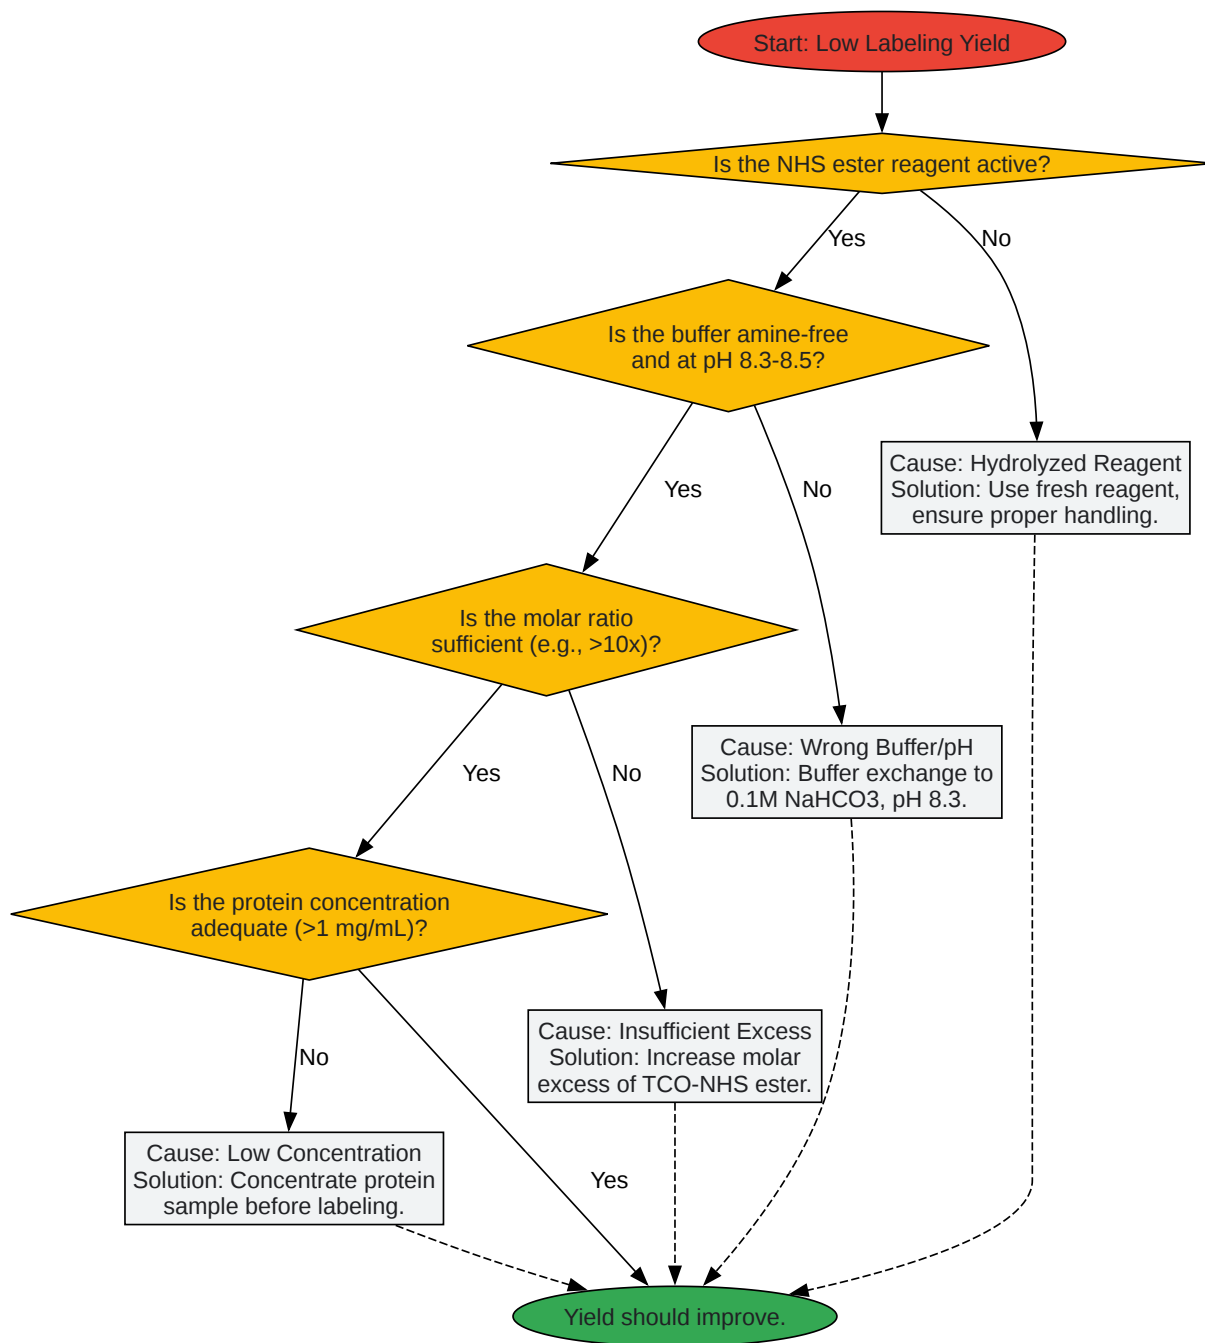 Start: Low Labeling Yield
Is the NHS ester reagent active?
Yes
No
Is the buffer amine-free
and at pH 8.3-8.5?
Cause: Hydrolyzed Reagent
Solution: Use fresh reagent,
ensure proper handling.
Yes
No
Is the molar ratio
sufficient (e.g., >10x)?
Cause: Wrong Buffer/pH
Solution: Buffer exchange to
0.1M NaHCO3, pH 8.3.
Yes
No
Is the protein concentration
adequate (>1 mg/mL)?
Cause: Insufficient Excess
Solution: Increase molar
excess of TCO-NHS ester.
No
Yes
Cause: Low Concentration
Solution: Concentrate protein
sample before labeling.
Yield should improve.